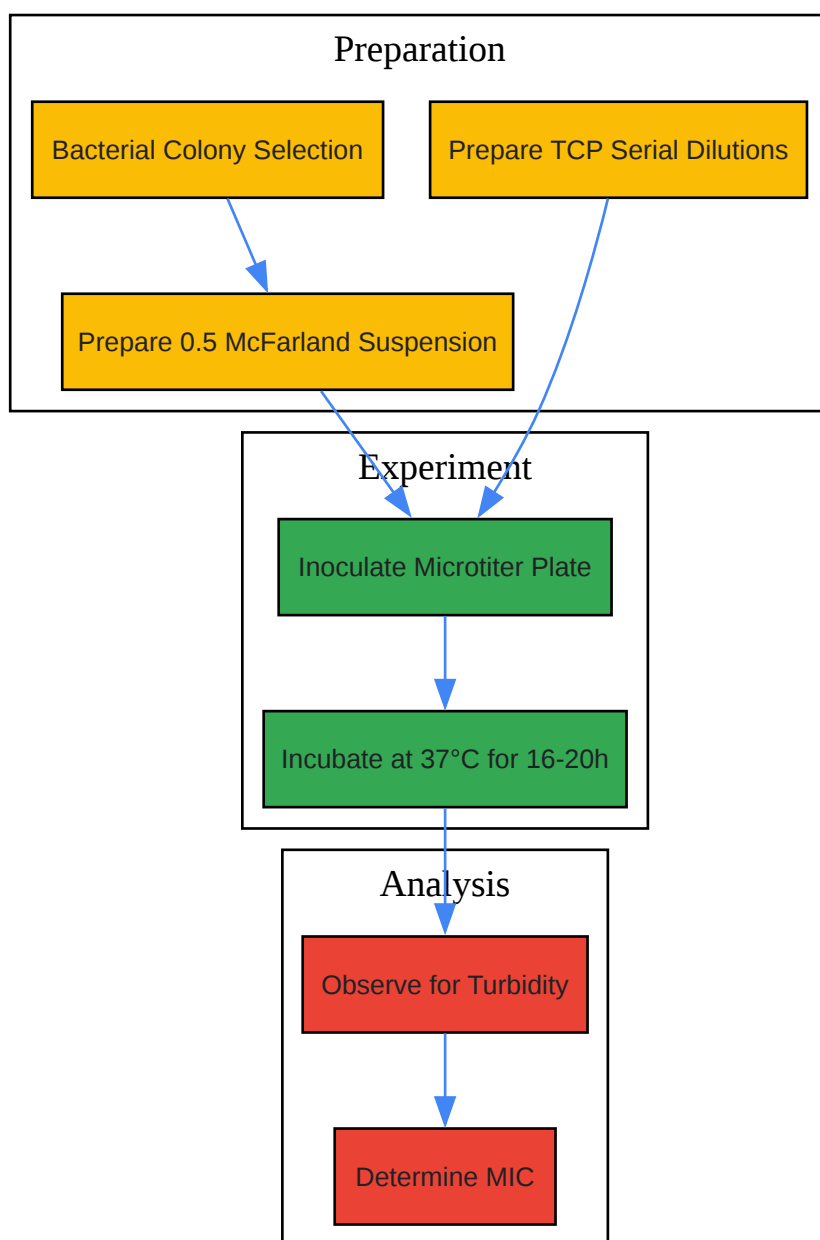 Preparation
Bacterial Colony Selection
Prepare TCP Serial Dilutions
Prepare 0.5 McFarland Suspension
Experiment
Inoculate Microtiter Plate
Incubate at 37°C for 16-20h
Analysis
Observe for Turbidity
Determine MIC